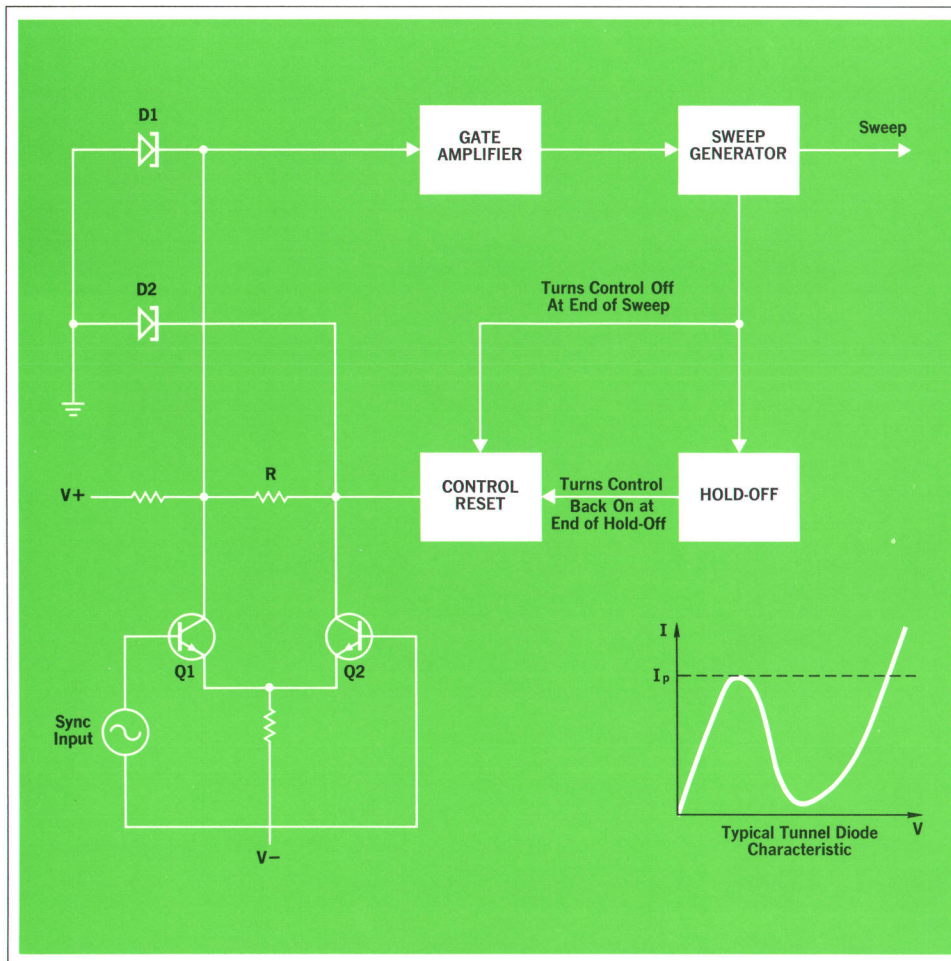 D1
GATE
AMPLIFIER
SWEEP
GENERATOR
Sweep
D2
Turns Control Off
At End of Sweep
V+
R
CONTROL
RESET
Turns Control
Back On at
End of Hold-Off
HOLD-OFF
Q1
Q2
Sync
Input
V−
I
Ip
V
Typical Tunnel Diode
Characteristic